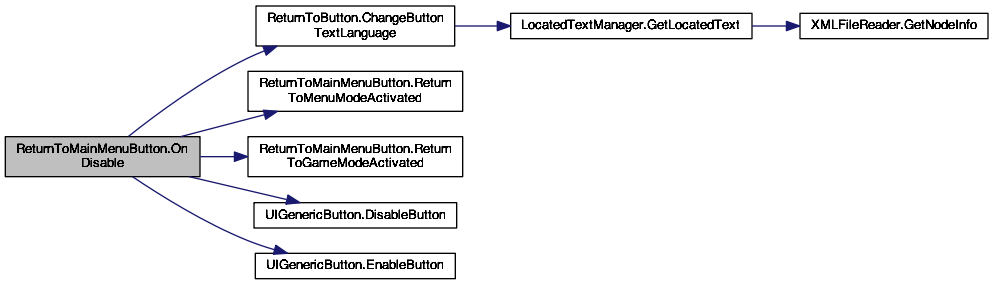 ReturnToButton.ChangeButton
TextLanguage
LocatedTextManager.GetLocatedText
XMLFileReader.GetNodeInfo
ReturnToMainMenuButton.Return
ToMenuModeActivated
ReturnToMainMenuButton.On
Disable
ReturnToMainMenuButton.Return
ToGameModeActivated
UIGenericButton.DisableButton
UIGenericButton.EnableButton